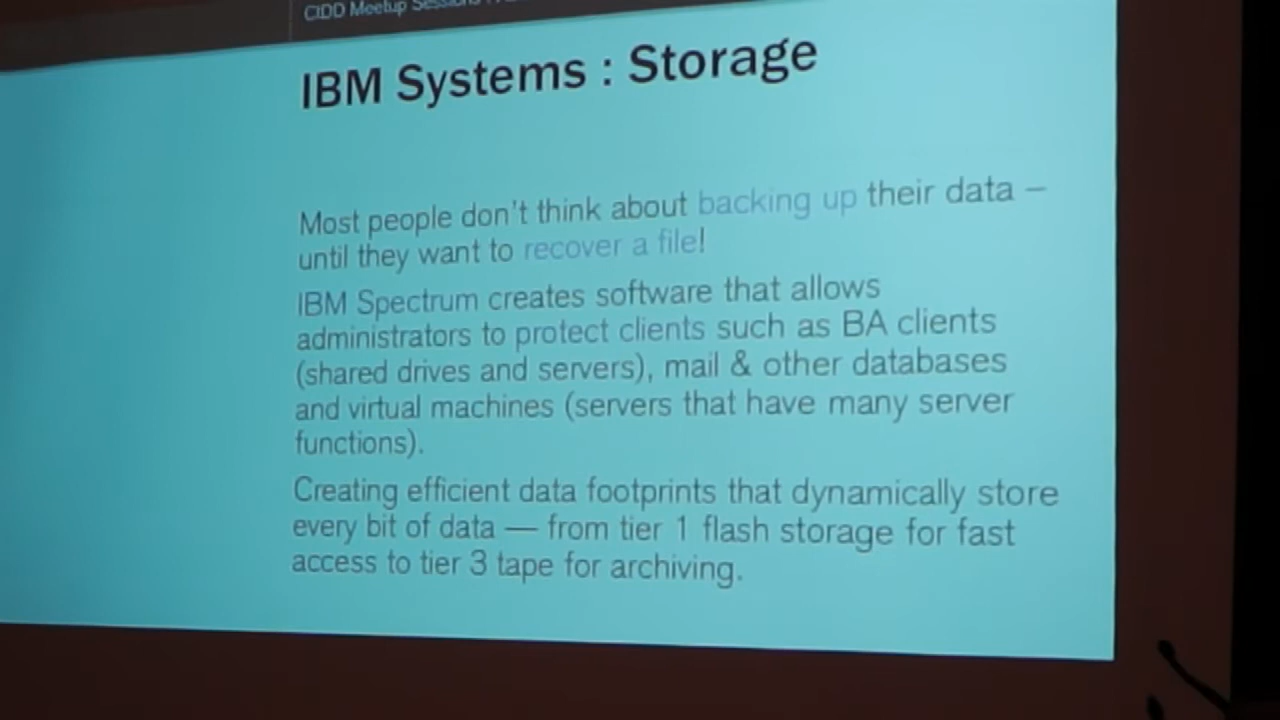 CIDD Meetup Sessions
IBM Systems : Storage
Most people don't think about backing up their data –
until they want to recover a file!
IBM Spectrum creates software that allows
administrators to protect clients such as BA clients
(shared drives and servers), mail & other databases
and virtual machines (servers that have many server
functions).
Creating efficient data footprints that dynamically store
every bit of data — from tier 1 flash storage for fast
access to tier 3 tape for archiving.